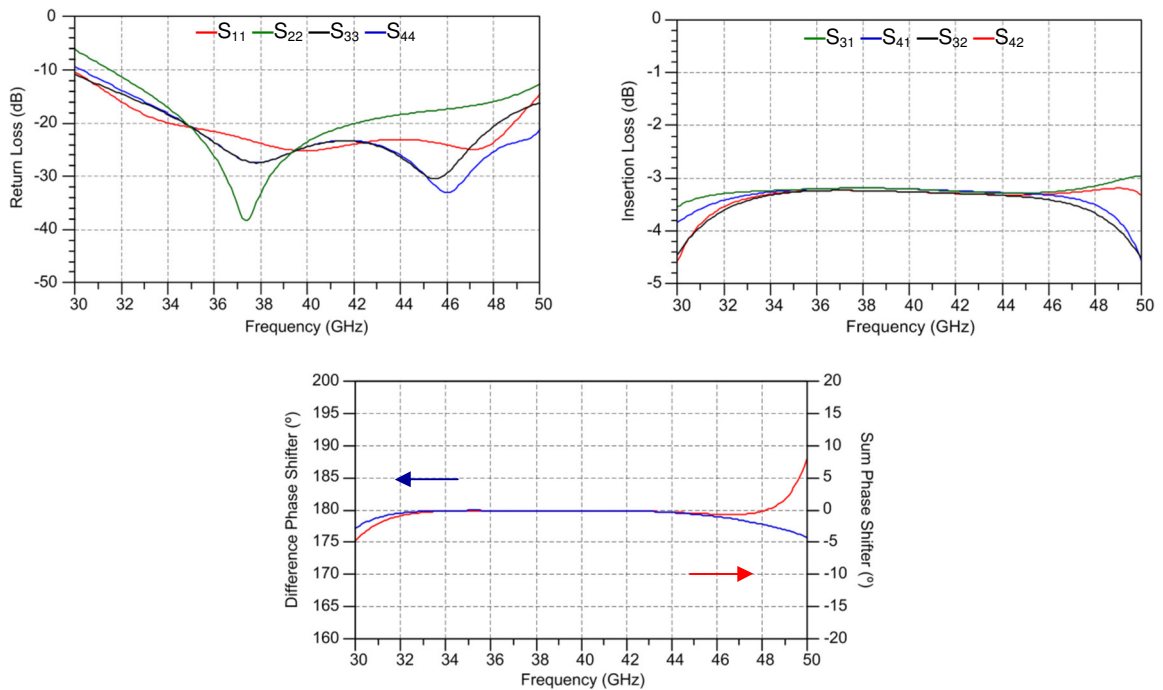 S11 S22 S33 S44
0
-10
-20
-30
-40
-50
Return Loss (dB)
30 32 34 36 38 40 42 44 46 48 50
Frequency (GHz)
S31 S41 S32 S42
0
-1
-2
-3
-4
-5
Insertion Loss (dB)
30 32 34 36 38 40 42 44 46 48 50
Frequency (GHz)
200
195
190
185
180
175
170
165
160
Difference Phase Shifter (º)
20
15
10
5
0
-5
-10
-15
-20
Sum Phase Shifter (º)
30 32 34 36 38 40 42 44 46 48 50
Frequency (GHz)